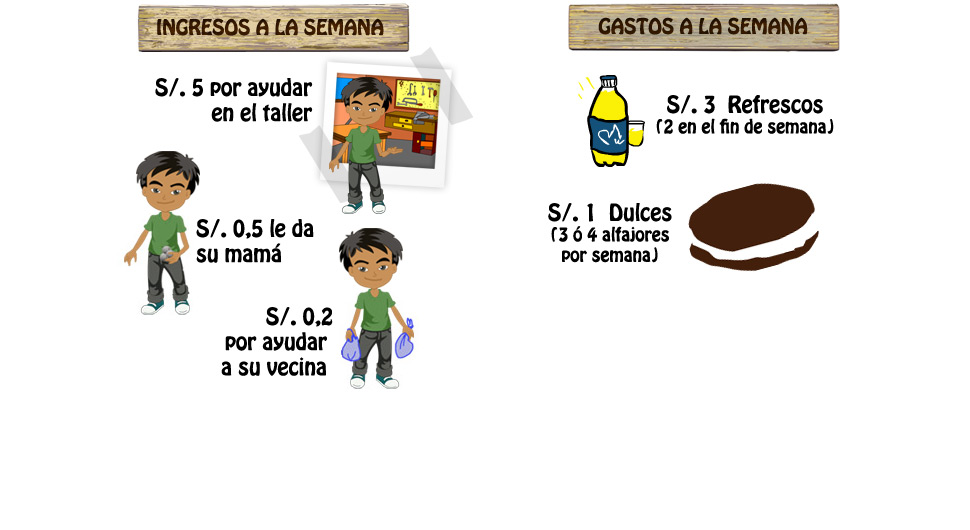 INGRESOS A LA SEMANA
S/. 5 por ayudar
en el taller
S/. 0,5 le da
su mamá
S/. 0,2
por ayudar
a su vecina
GASTOS A LA SEMANA
S/. 3 Refrescos
(2 en el fin de semana)
S/. 1 Dulces
(3 ó 4 alfajores
por semana)